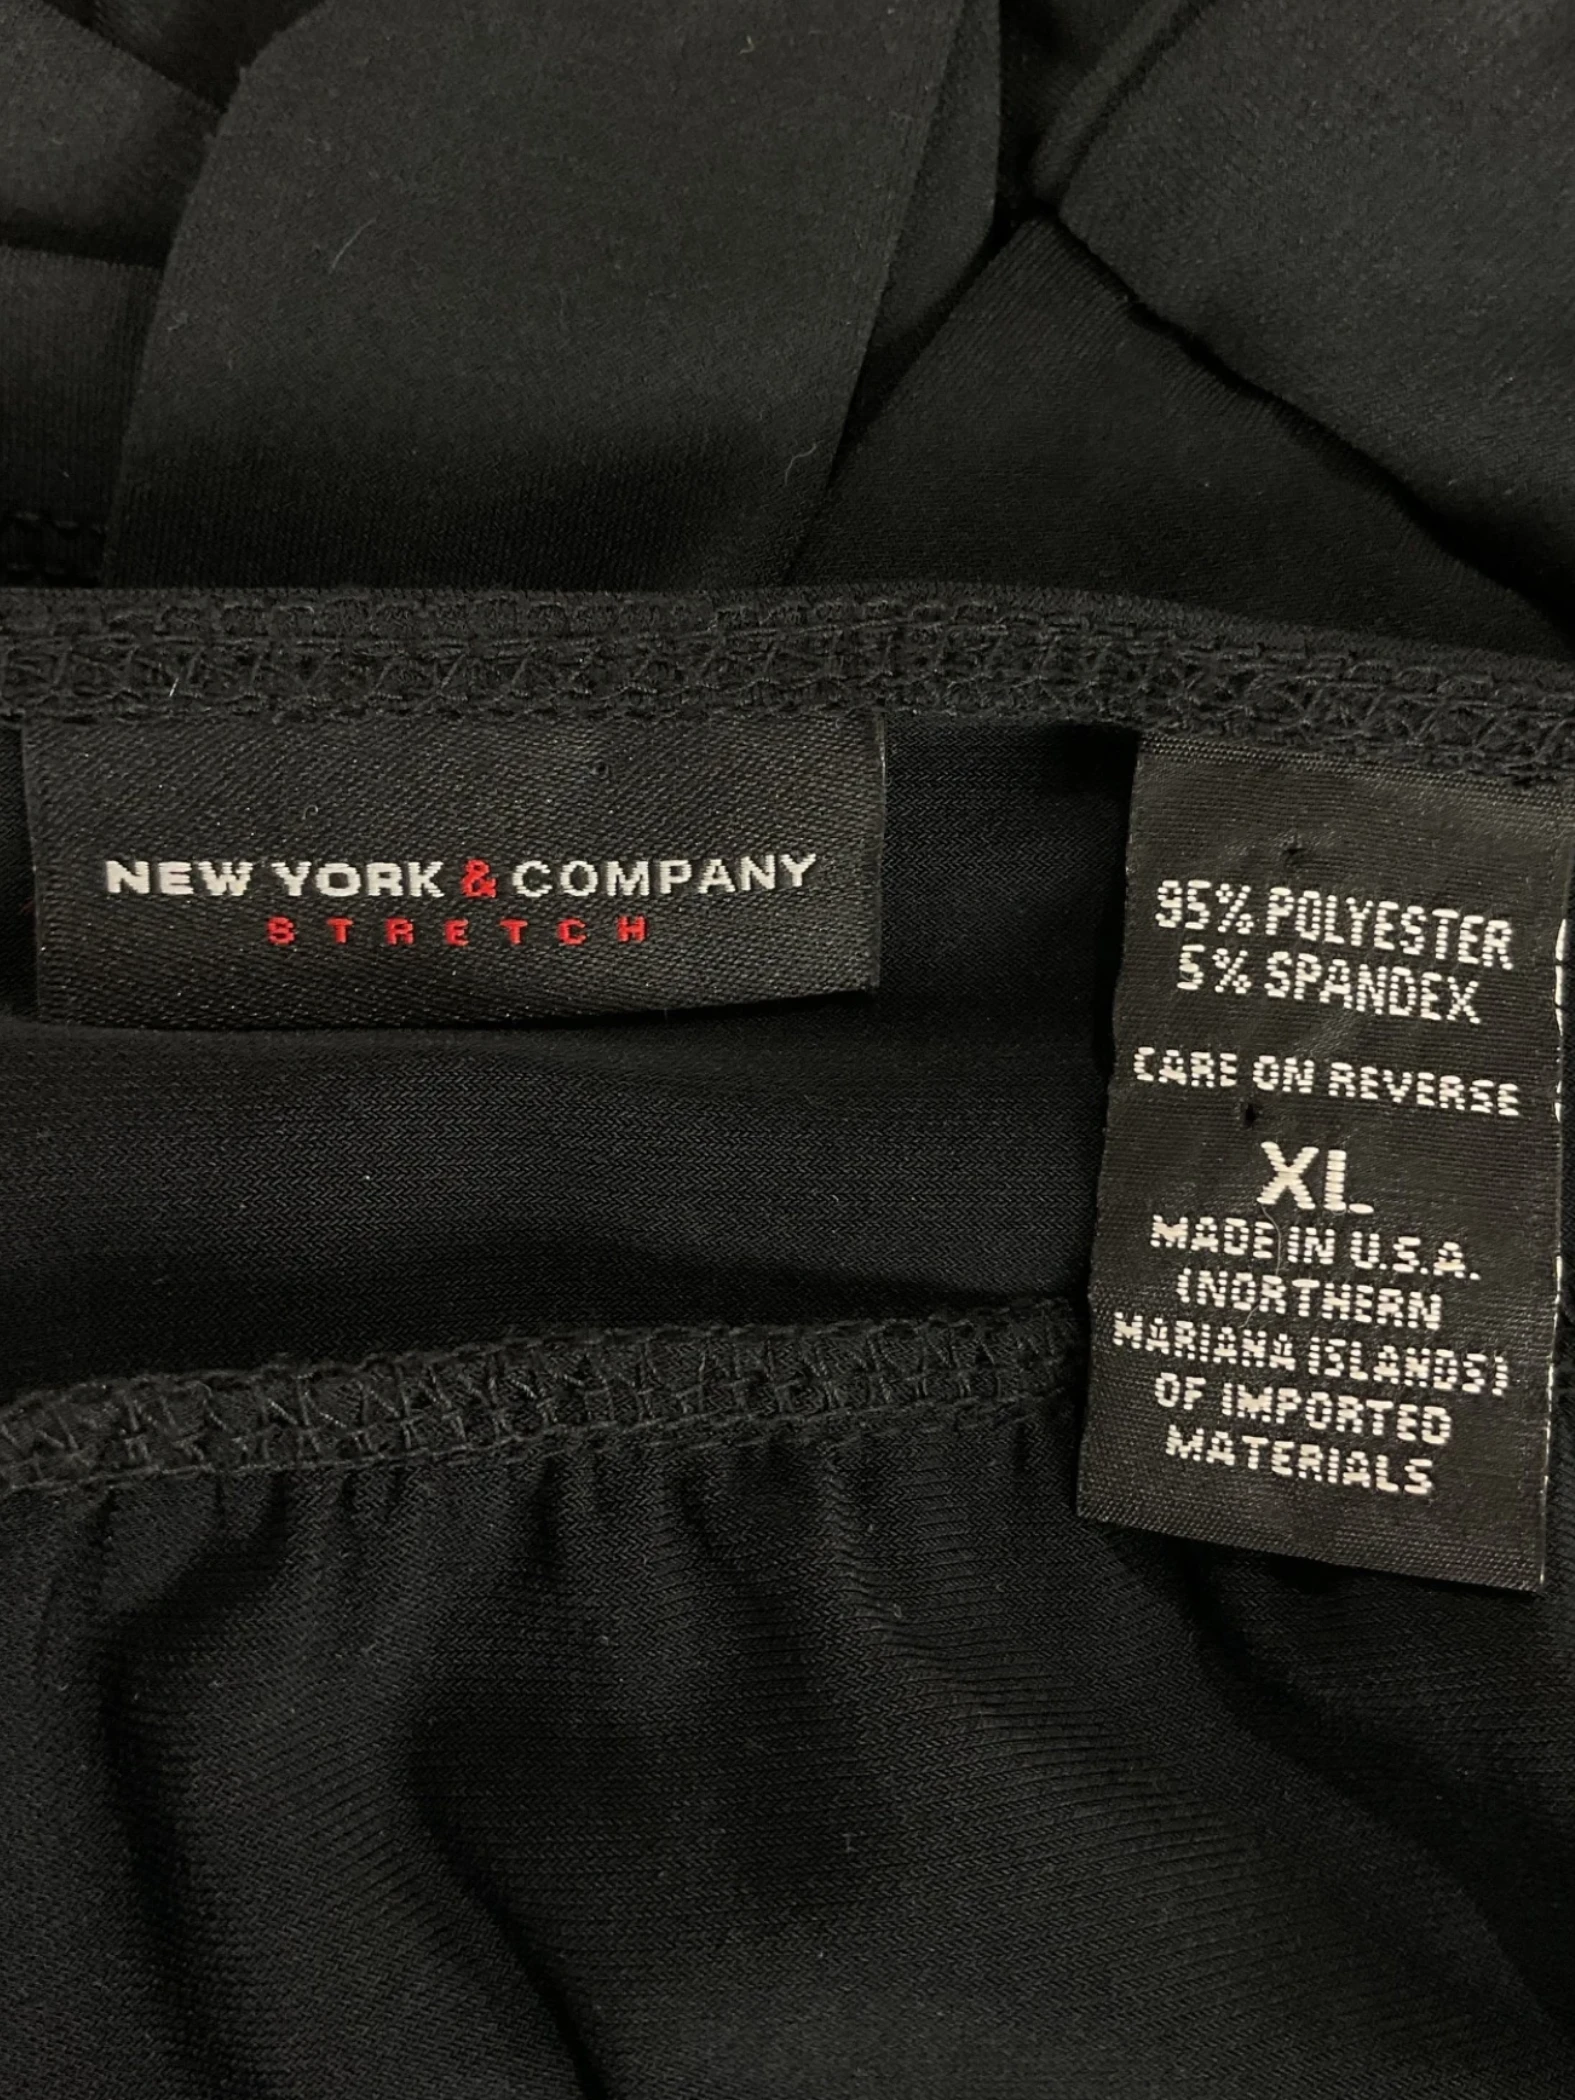 NEW YORK & COMPANY
STRETCH
95% POLYESTER
5% SPANDEX
CARE ON REVERSE
XL
MADE IN U.S.A.
(NORTHERN
MARIANA ISLANDS)
OF IMPORTED
MATERIALS